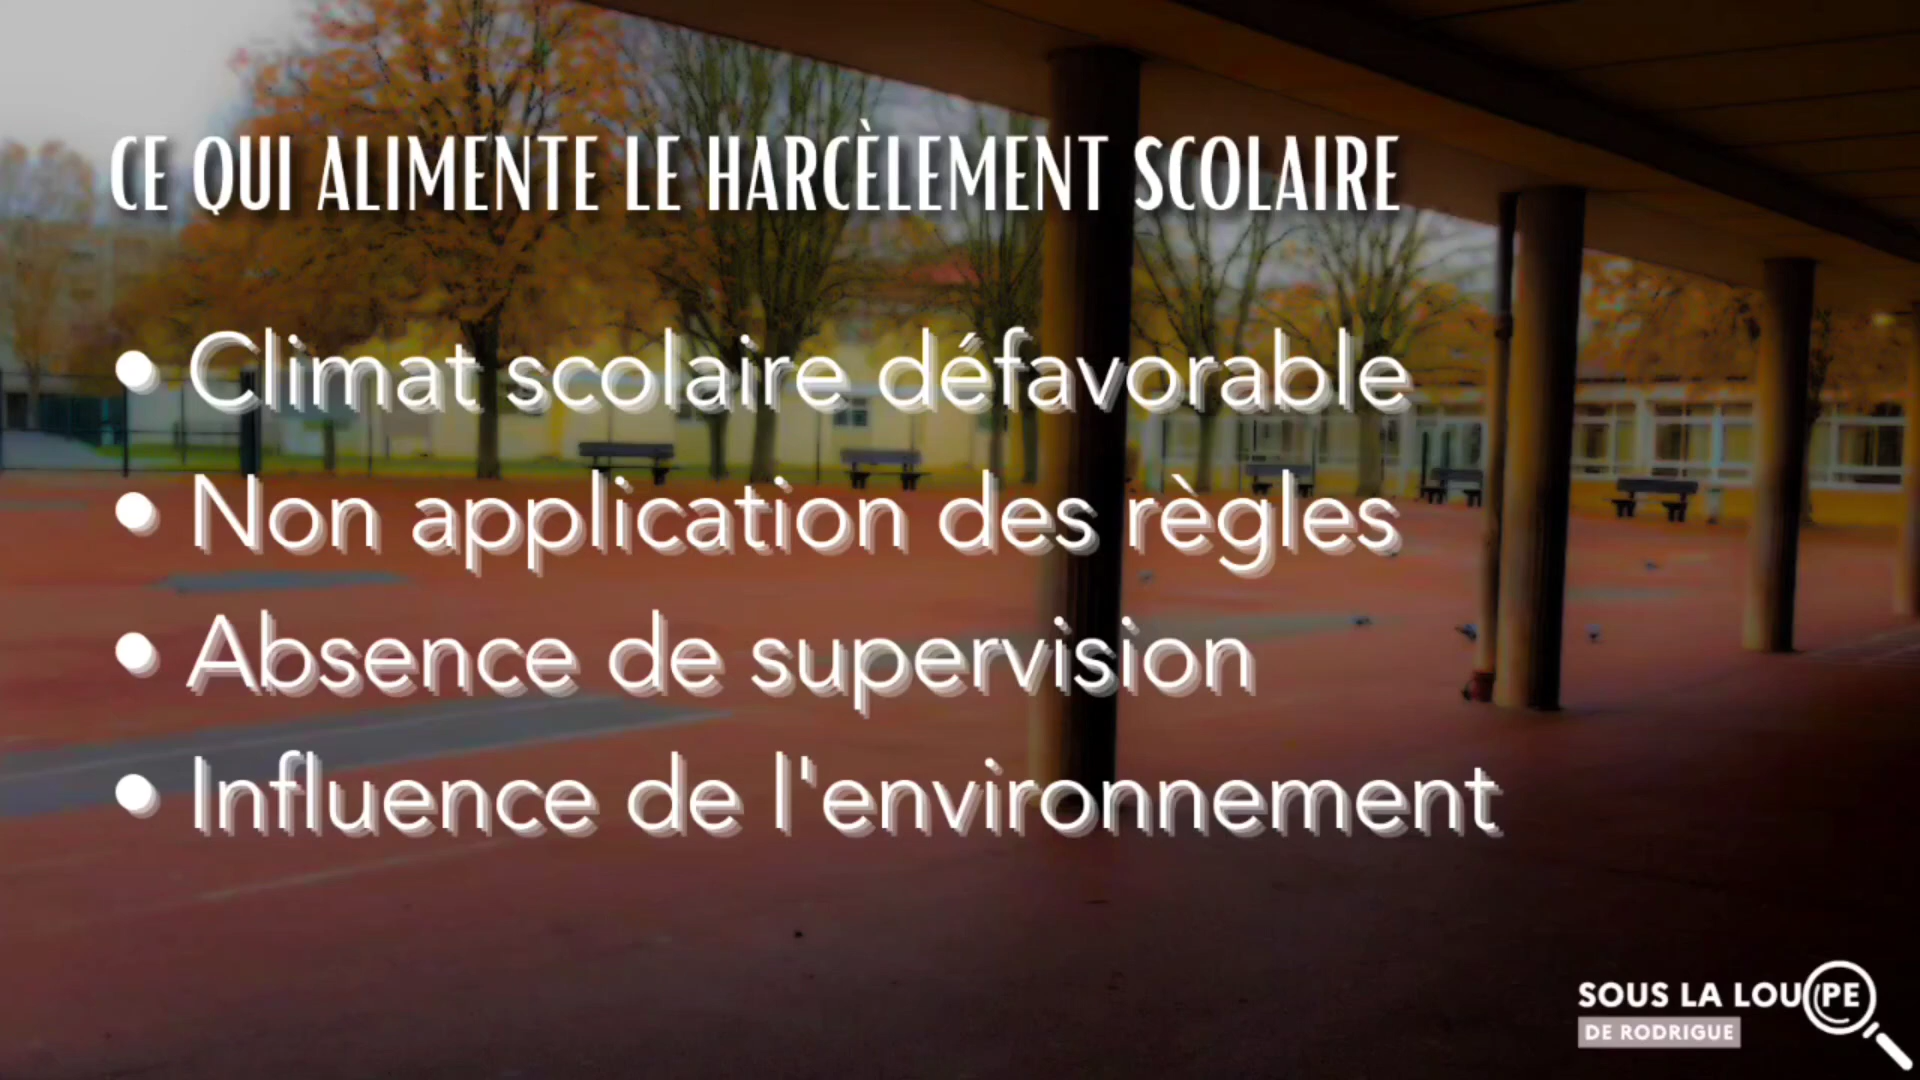 CE QUI ALIMENTE LE HARCÈLEMENT SCOLAIRE
• Climat scolaire défavorable
• Non application des règles
• Absence de supervision
• Influence de l'environnement
SOUS LA LOUPE
DE RODRIGUE